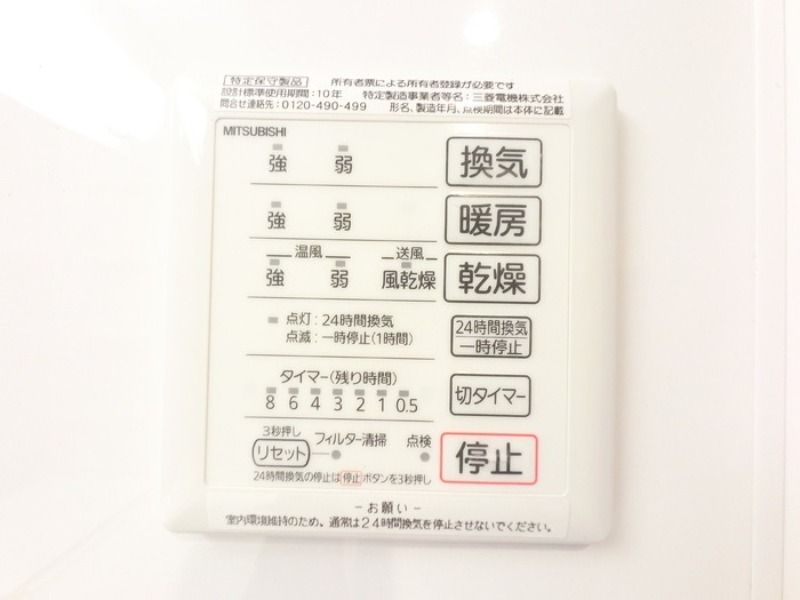 特定保守製品 所有者票による所有者登録が必要です
設計標準使用期間:10年 特定製造事業者等名:三菱電機株式会社
問合せ連絡先:0120-490-499 形名、製造年月、点検期間は本体に記載
MITSUBISHI
強 弱 換気
強 弱 暖房
温風 送風
強 弱 風乾燥 乾燥
点灯:24時間換気
点滅:一時停止(1時間)
24時間換気
一時停止
タイマー(残り時間)
8 6 4 3 2 1 0.5
切タイマー
3秒押し
リセット フィルター清掃 点検
停止
24時間換気の停止は停止ボタンを3秒押し
-お願い-
室内環境維持のため。通常は24時間換気を停止させないでください。